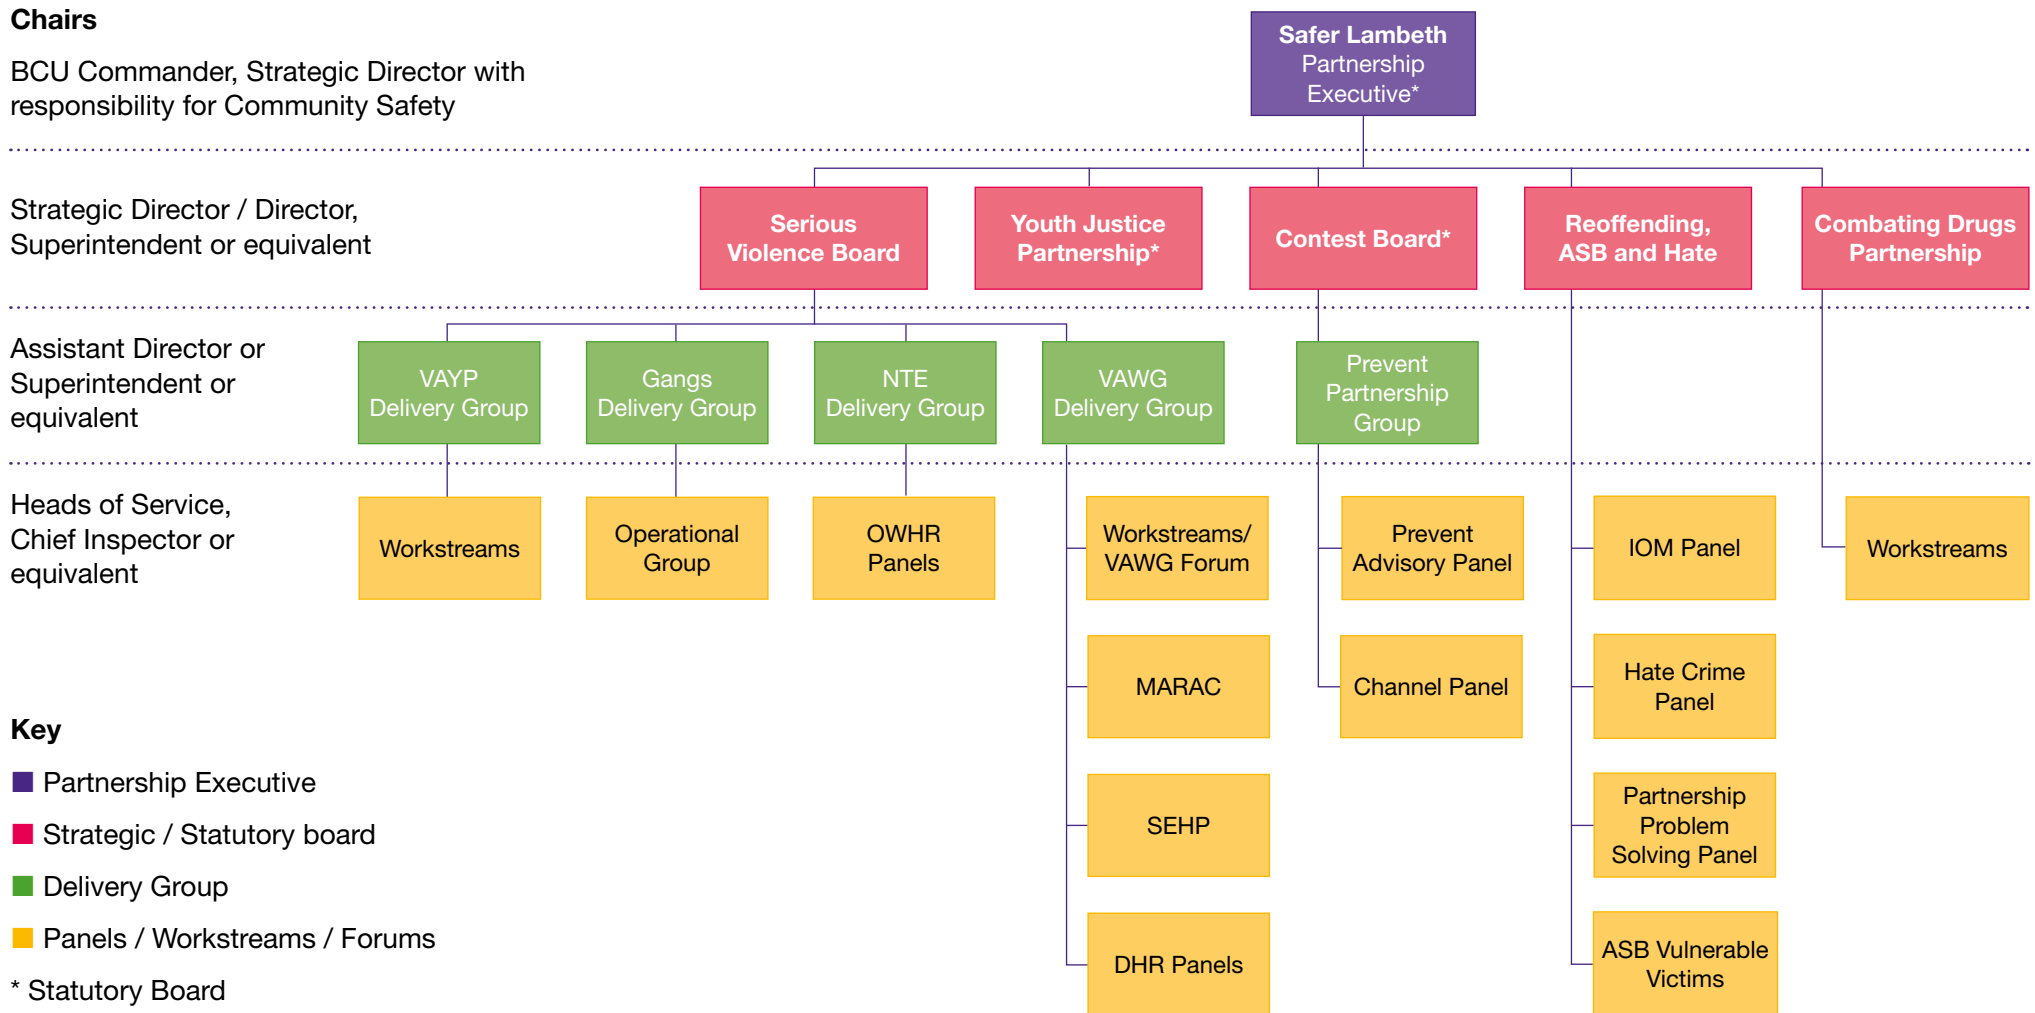 Chairs
BCU Commander, Strategic Director with
responsibility for Community Safety
Safer Lambeth
Partnership
Executive*
Strategic Director / Director,
Superintendent or equivalent
Serious
Violence Board
Youth Justice
Partnership*
Contest Board*
Reoffending,
ASB and Hate
Combating Drugs
Partnership
Assistant Director or
Superintendent or
equivalent
VAYP
Delivery Group
Gangs
Delivery Group
NTE
Delivery Group
VAWG
Delivery Group
Prevent
Partnership
Group
Heads of Service,
Chief Inspector or
equivalent
Workstreams
Operational
Group
OWHR
Panels
Workstreams/
VAWG Forum
Prevent
Advisory Panel
IOM Panel
Workstreams
MARAC
Channel Panel
Hate Crime
Panel
SEHP
Partnership
Problem
Solving Panel
DHR Panels
ASB Vulnerable
Victims
Key
Partnership Executive
Strategic / Statutory board
Delivery Group
Panels / Workstreams / Forums
* Statutory Board